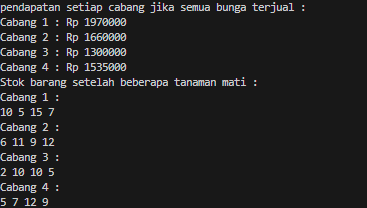 pendapatan setiap cabang jika semua bunga terjual :
Cabang 1 : Rp 1970000
Cabang 2 : Rp 1660000
Cabang 3 : Rp 1300000
Cabang 4 : Rp 1535000
Stok barang setelah beberapa tanaman mati :
Cabang 1 :
10 5 15 7
Cabang 2 :
6 11 9 12
Cabang 3 :
2 10 10 5
Cabang 4 :
5 7 12 9